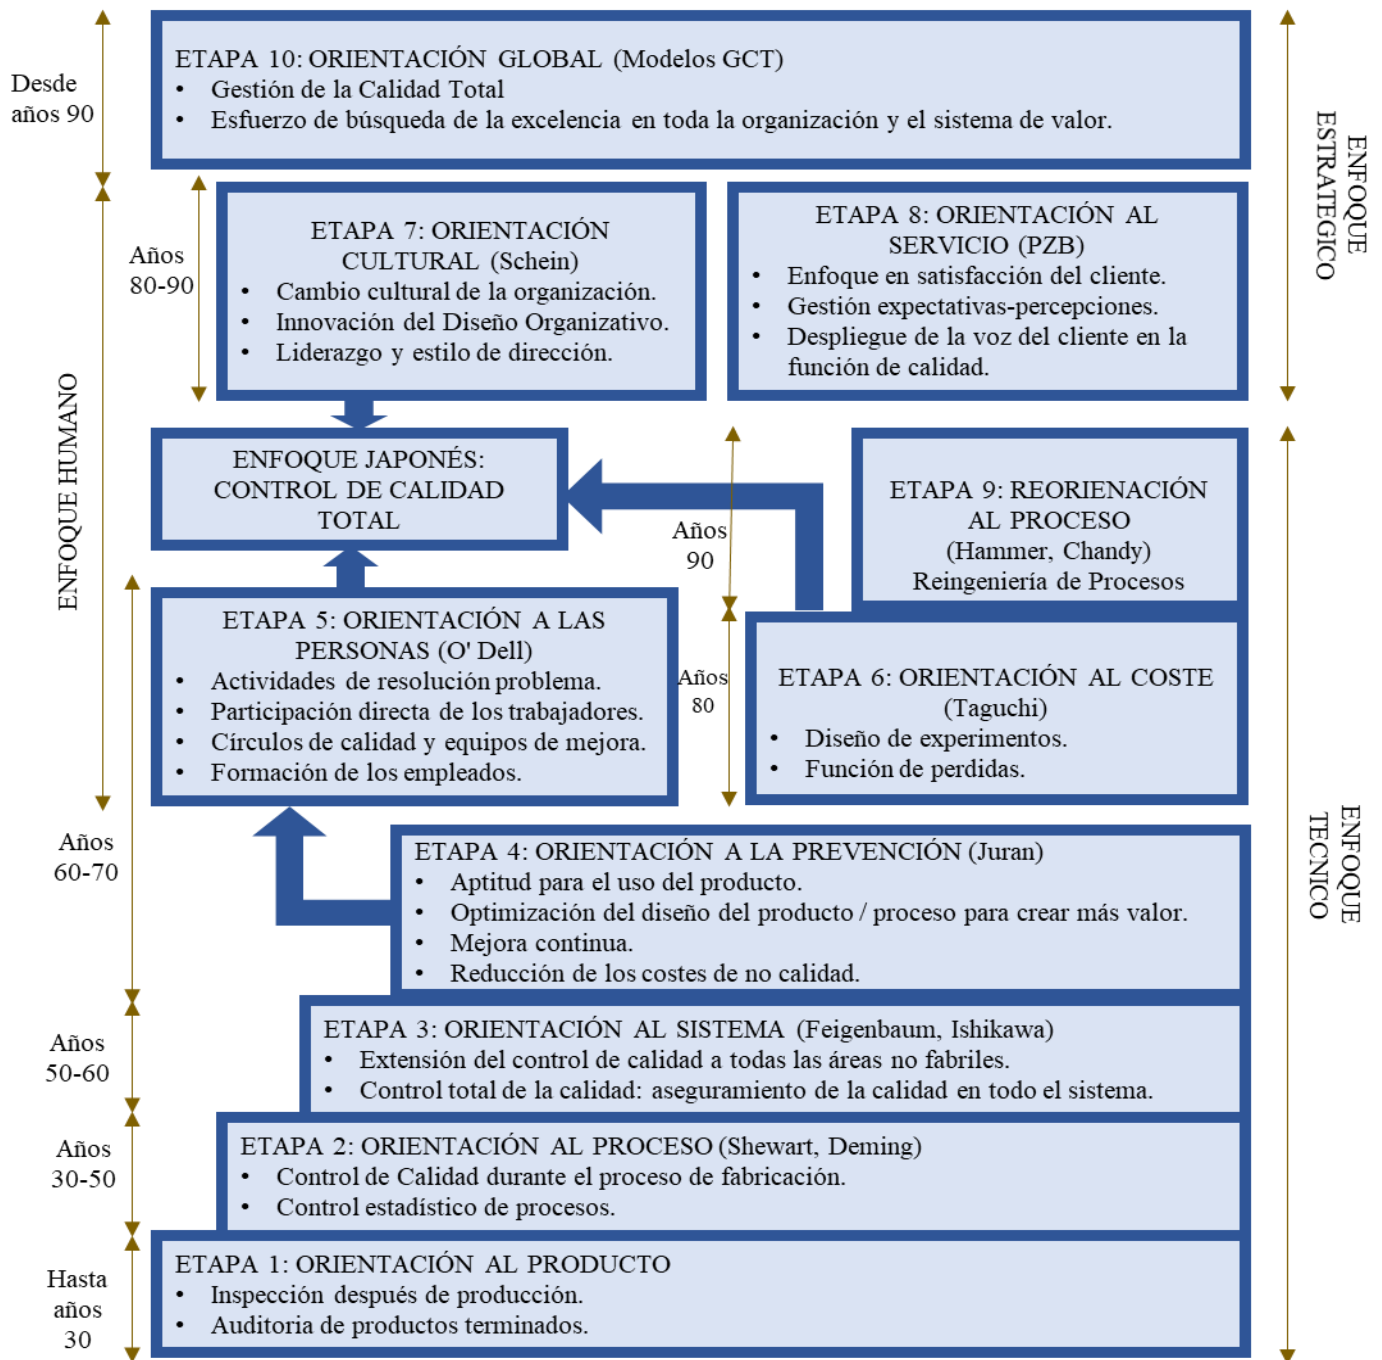 ETAPA 10: ORIENTACIÓN GLOBAL (Modelos GCT)
• Gestión de la Calidad Total
• Esfuerzo de búsqueda de la excelencia en toda la organización y el sistema de valor.
Desde
años 90
ENFOQUE
ESTRATEGICO
ETAPA 7: ORIENTACIÓN
CULTURAL (Schein)
• Cambio cultural de la organización.
• Innovación del Diseño Organizativo.
• Liderazgo y estilo de dirección.
Años
80-90
ETAPA 8: ORIENTACIÓN AL
SERVICIO (PZB)
• Enfoque en satisfacción del cliente.
• Gestión expectativas-percepciones.
• Despliegue de la voz del cliente en la
función de calidad.
ENFOQUE HUMANO
ENFOQUE JAPONÉS:
CONTROL DE CALIDAD
TOTAL
Años
90
ETAPA 9: REORIENACIÓN
AL PROCESO
(Hammer, Chandy)
Reingeniería de Procesos
ETAPA 5: ORIENTACIÓN A LAS
PERSONAS (O' Dell)
• Actividades de resolución problema.
• Participación directa de los trabajadores.
• Círculos de calidad y equipos de mejora.
• Formación de los empleados.
Años
80
ETAPA 6: ORIENTACIÓN AL COSTE
(Taguchi)
• Diseño de experimentos.
• Función de perdidas.
Años
60-70
ENFOQUE
TECNICO
ETAPA 4: ORIENTACIÓN A LA PREVENCIÓN (Juran)
• Aptitud para el uso del producto.
• Optimización del diseño del producto / proceso para crear más valor.
• Mejora continua.
• Reducción de los costes de no calidad.
Años
50-60
ETAPA 3: ORIENTACIÓN AL SISTEMA (Feigenbaum, Ishikawa)
• Extensión del control de calidad a todas las áreas no fabriles.
• Control total de la calidad: aseguramiento de la calidad en todo el sistema.
Años
30-50
ETAPA 2: ORIENTACIÓN AL PROCESO (Shewart, Deming)
• Control de Calidad durante el proceso de fabricación.
• Control estadístico de procesos.
Hasta
años
30
ETAPA 1: ORIENTACIÓN AL PRODUCTO
• Inspección después de producción.
• Auditoria de productos terminados.